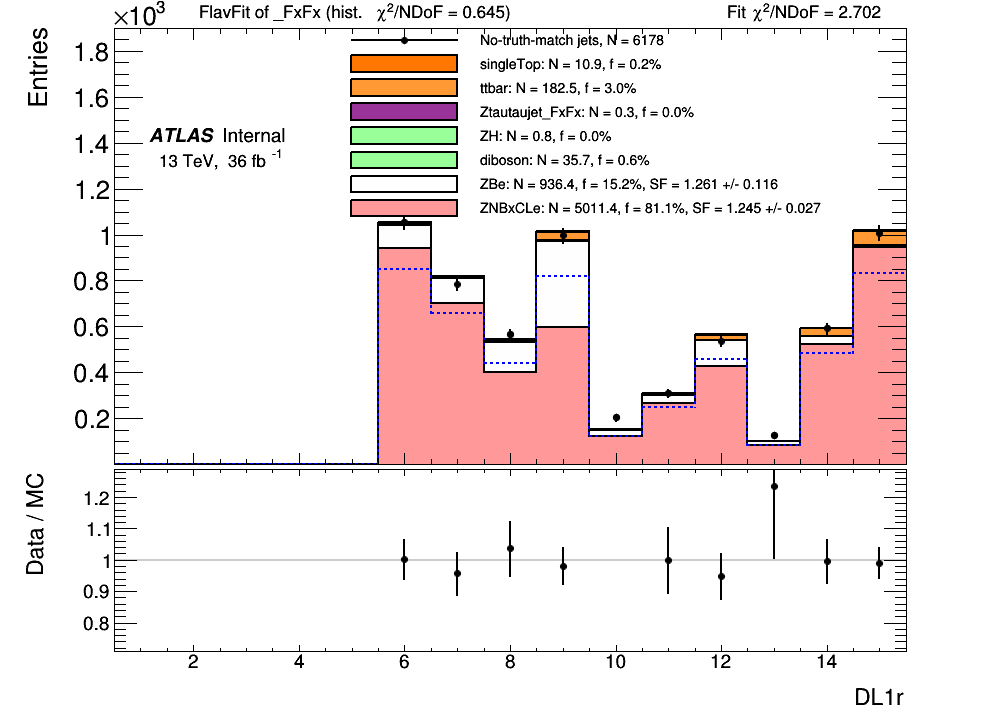 ×10³ FlavFit of _FxFx (hist. χ²/NDoF = 0.645) Fit χ²/NDoF = 2.702
Entries
1.8
1.6
1.4
1.2
1
0.8
0.6
0.4
0.2
ATLAS Internal
13 TeV, 36 fb⁻¹
No-truth-match jets, N = 6178
singleTop: N = 10.9, f = 0.2%
ttbar: N = 182.5, f = 3.0%
Ztautaujet_FxFx: N = 0.3, f = 0.0%
ZH: N = 0.8, f = 0.0%
diboson: N = 35.7, f = 0.6%
ZBe: N = 936.4, f = 15.2%, SF = 1.261 +/- 0.116
ZNBxCLe: N = 5011.4, f = 81.1%, SF = 1.245 +/- 0.027
Data / MC
1.2
1.1
1
0.9
0.8
2 4 6 8 10 12 14
DL1r